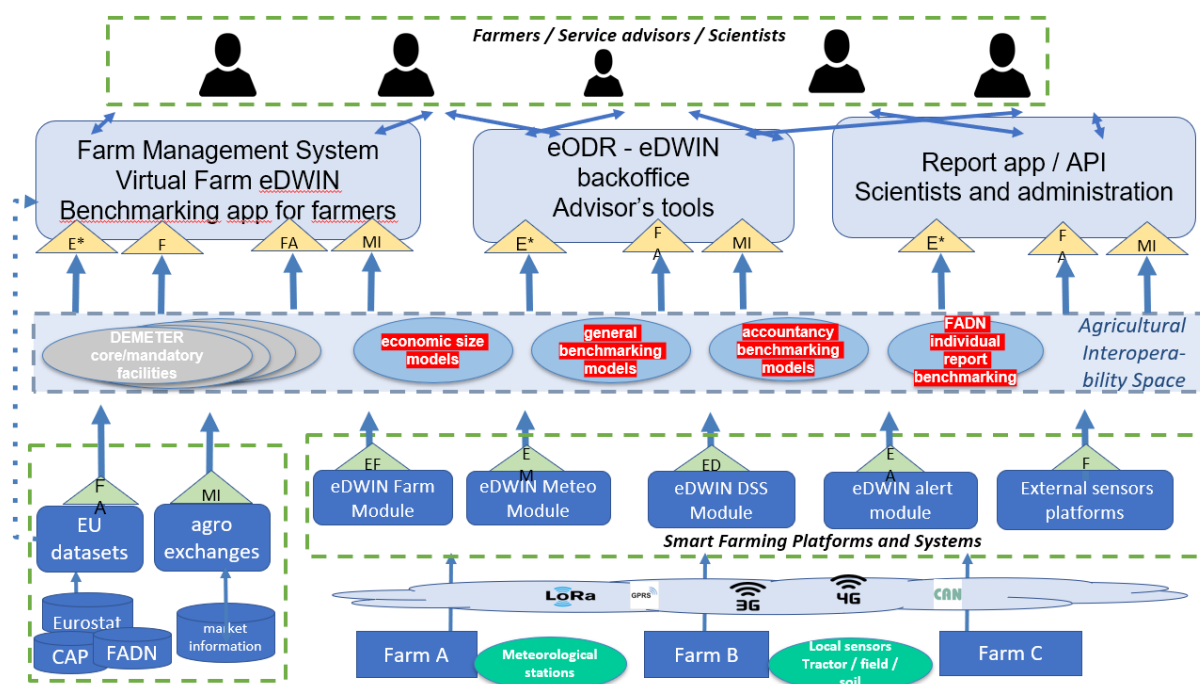 Farmers / Service advisors / Scientists
Farm Management System
Virtual Farm eDWIN
Benchmarking app for farmers
eODR - eDWIN
backoffice
Advisor's tools
Report app / API
Scientists and administration
E*
F
FA
MI
E*
F
A
MI
E*
F
A
MI
DEMETER
core/mandatory
facilities
economic size
models
general
benchmarking
models
accountancy
benchmarking
models
FADN
individual
report
benchmarking
Agricultural
Interopera-
bility Space
F
A
MI
EF
E
M
ED
E
A
F
EU
datasets
agro
exchanges
eDWIN Farm
Module
eDWIN Meteo
Module
eDWIN DSS
Module
eDWIN alert
module
External sensors
platforms
Smart Farming Platforms and Systems
Eurostat
CAP
FADN
market
information
LoRa
GPRS
3G
4G
CAN
Farm A
Meteorological
stations
Farm B
Local sensors
Tractor / field /
soil
Farm C